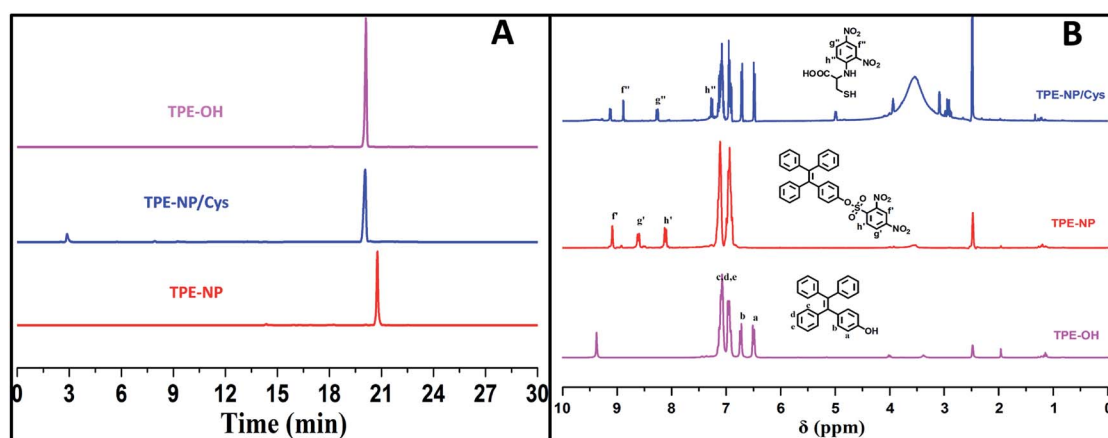 A
TPE-OH
TPE-NP/Cys
TPE-NP
0 3 6 9 12 15 18 21 24 27 30
Time (min)
B
NO₂
g'' f''
h'' NO₂
HOOC NH
SH
f'' g'' h''
TPE-NP/Cys
O O₂N
S f'
O O NO₂
h' g'
f' g' h'
TPE-NP
c,d,e
b a
e
d
c
b OH
a
TPE-OH
10 9 8 7 6 5 4 3 2 1 0
δ (ppm)